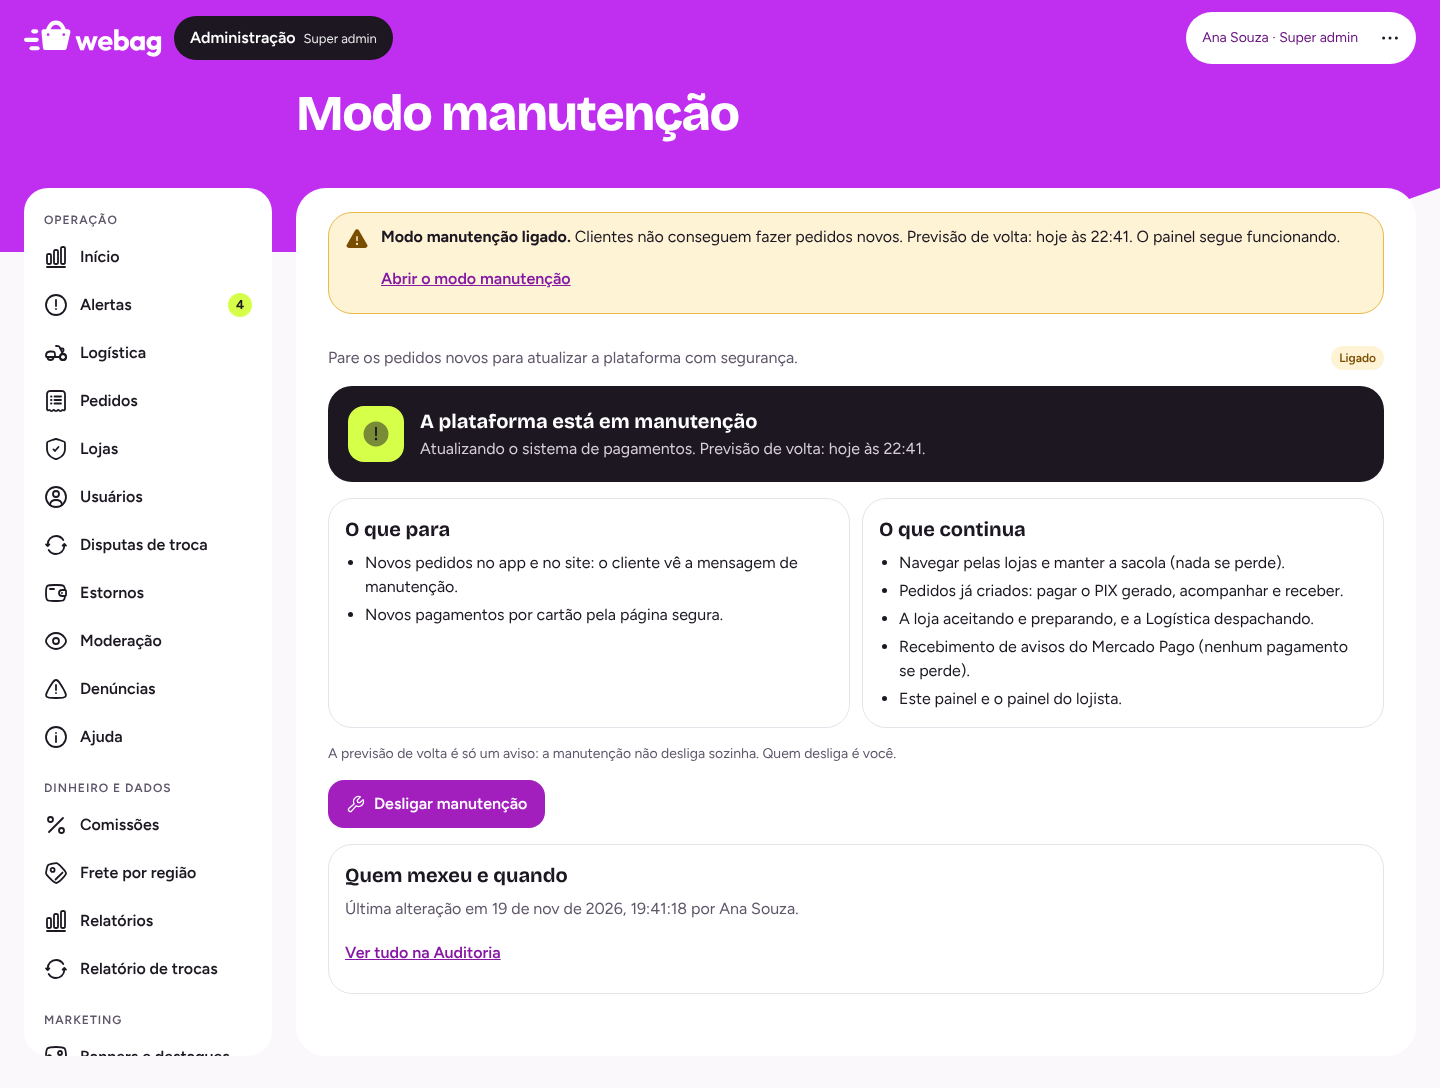 webag
Administração Super admin
Ana Souza · Super admin
Modo manutenção
OPERAÇÃO
Início
Alertas 4
Logística
Pedidos
Lojas
Usuários
Disputas de troca
Estornos
Moderação
Denúncias
Ajuda
DINHEIRO E DADOS
Comissões
Frete por região
Relatórios
Relatório de trocas
MARKETING
Banners e destaques
Modo manutenção ligado. Clientes não conseguem fazer pedidos novos. Previsão de volta: hoje às 22:41. O painel segue funcionando.
Abrir o modo manutenção
Pare os pedidos novos para atualizar a plataforma com segurança.
Ligado
A plataforma está em manutenção
Atualizando o sistema de pagamentos. Previsão de volta: hoje às 22:41.
O que para
Novos pedidos no app e no site: o cliente vê a mensagem de
manutenção.
Novos pagamentos por cartão pela página segura.
O que continua
Navegar pelas lojas e manter a sacola (nada se perde).
Pedidos já criados: pagar o PIX gerado, acompanhar e receber.
A loja aceitando e preparando, e a Logística despachando.
Recebimento de avisos do Mercado Pago (nenhum pagamento
se perde).
Este painel e o painel do lojista.
A previsão de volta é só um aviso: a manutenção não desliga sozinha. Quem desliga é você.
Desligar manutenção
Quem mexeu e quando
Última alteração em 19 de nov de 2026, 19:41:18 por Ana Souza.
Ver tudo na Auditoria